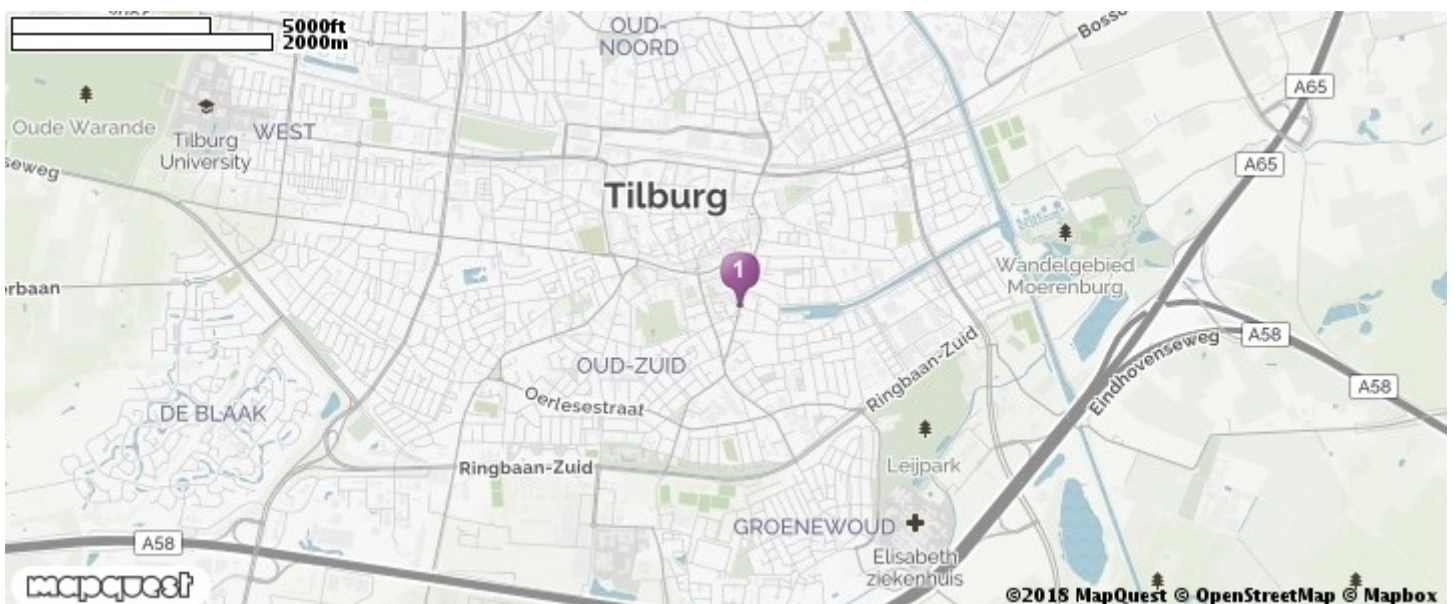 5000ft
2000m
OUD-
NOORD
A65
Oude Warande
Tilburg
University
WEST
seweg
A65
Tilburg
1
Wandelgebied
Moerenburg
erbaan
A58
Eindhovenseweg
OUD-ZUID
Ringbaan-Zuid
A58
Oerlesestraat
DE BLAAK
Ringbaan-Zuid
Leijpark
GROENEWOUD
A58
Elisabeth
ziekenhuis
mapquest
©2018 MapQuest © OpenStreetMap © Mapbox